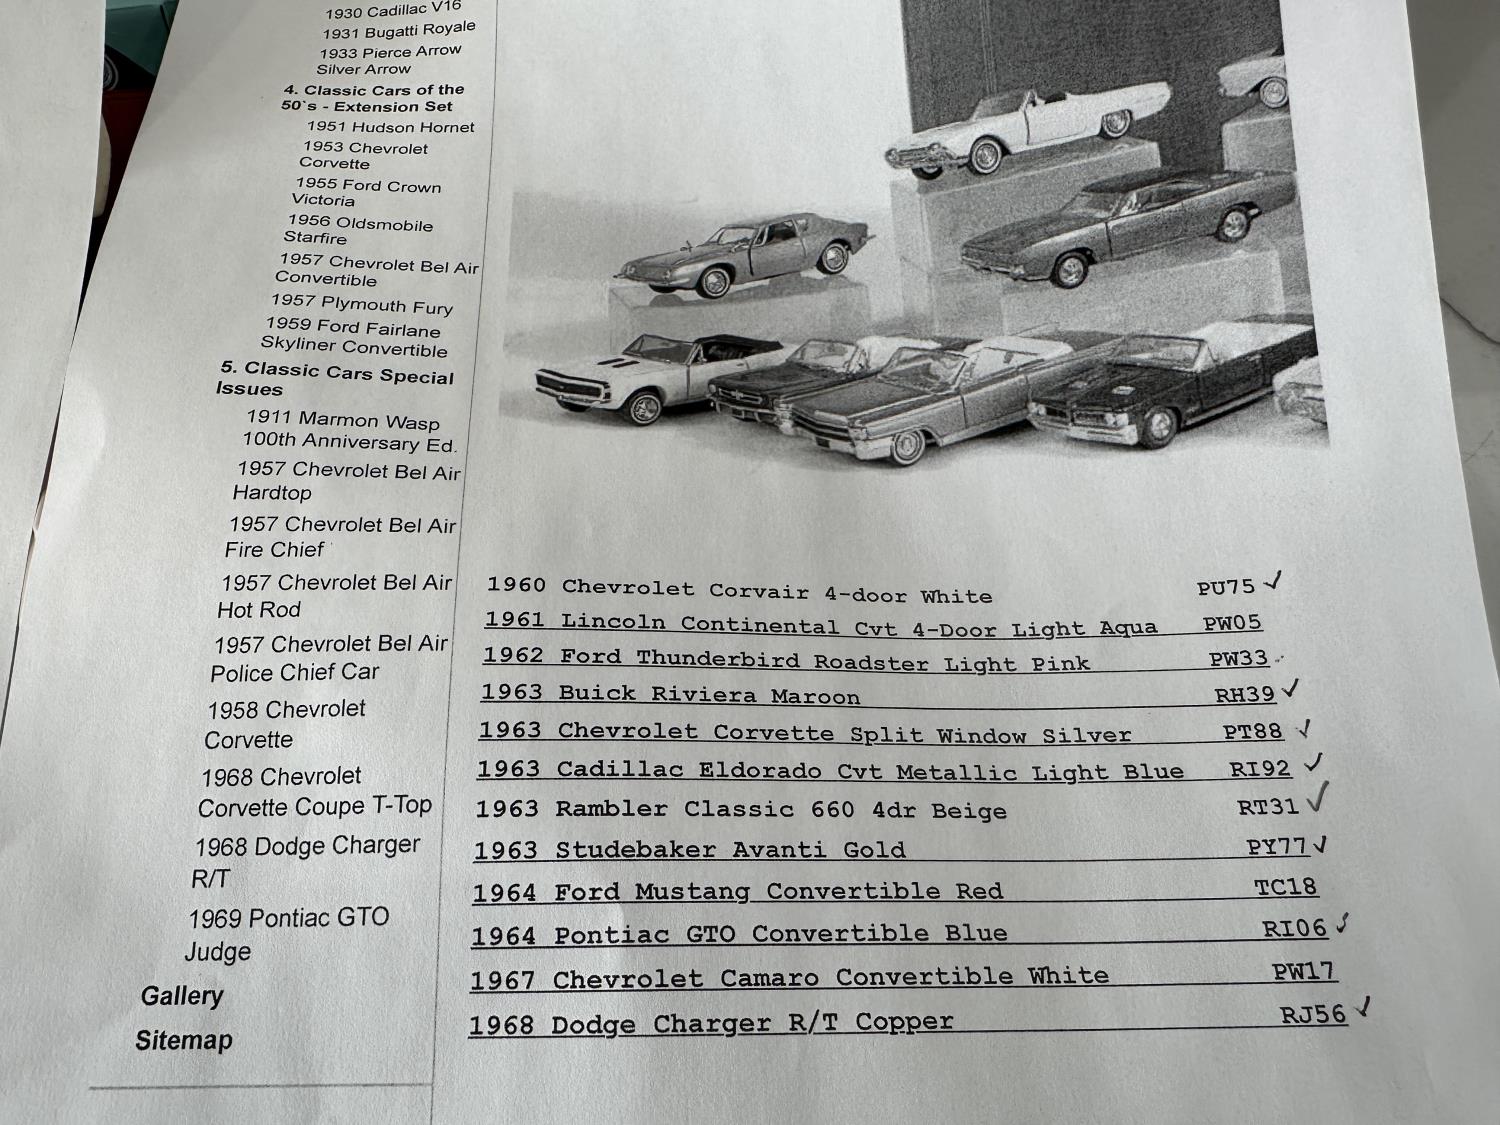 1930 Cadillac V16
1931 Bugatti Royale
1933 Pierce Arrow
Silver Arrow
4. Classic Cars of the
50`s - Extension Set
1951 Hudson Hornet
1953 Chevrolet
Corvette
1955 Ford Crown
Victoria
1956 Oldsmobile
Starfire
1957 Chevrolet Bel Air
Convertible
1957 Plymouth Fury
1959 Ford Fairlane
Skyliner Convertible
5. Classic Cars Special
Issues
1911 Marmon Wasp
100th Anniversary Ed.
1957 Chevrolet Bel Air
Hardtop
1957 Chevrolet Bel Air
Fire Chief
1957 Chevrolet Bel Air
Hot Rod
1957 Chevrolet Bel Air
Police Chief Car
1958 Chevrolet
Corvette
1968 Chevrolet
Corvette Coupe T-Top
1968 Dodge Charger
R/T
1969 Pontiac GTO
Judge
Gallery
Sitemap
1960 Chevrolet Corvair 4-door White PU75 ✓
1961 Lincoln Continental Cvt 4-Door Light Aqua PW05
1962 Ford Thunderbird Roadster Light Pink PW33
1963 Buick Riviera Maroon RH39 ✓
1963 Chevrolet Corvette Split Window Silver PT88 ✓
1963 Cadillac Eldorado Cvt Metallic Light Blue RI92 ✓
1963 Rambler Classic 660 4dr Beige RT31 ✓
1963 Studebaker Avanti Gold PY77 ✓
1964 Ford Mustang Convertible Red TC18
1964 Pontiac GTO Convertible Blue RI06 ✓
1967 Chevrolet Camaro Convertible White PW17
1968 Dodge Charger R/T Copper RJ56 ✓